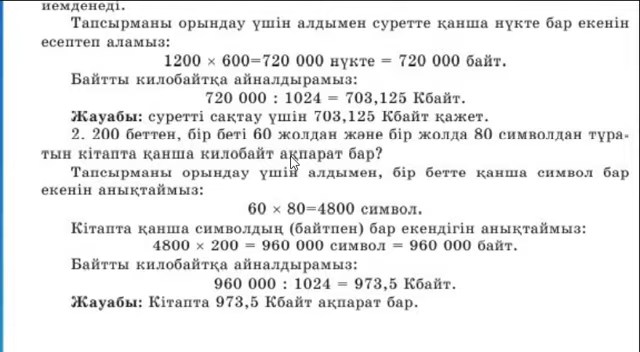 иемденеді.
Тапсырманы орындау үшін алдымен суретте қанша нүкте бар екенін
есептеп аламыз:
1200 × 600=720 000 нүкте = 720 000 байт.
Байтты килобайтқа айналдырамыз:
720 000 : 1024 = 703,125 Кбайт.
Жауабы: суретті сақтау үшін 703,125 Кбайт қажет.
2. 200 беттен, бір беті 60 жолдан және бір жолда 80 символдан тұра-
тын кітапта қанша килобайт ақпарат бар?
Тапсырманы орындау үшін алдымен, бір бетте қанша символ бар
екенін анықтаймыз:
60 × 80=4800 символ.
Кітапта қанша символдың (байтпен) бар екендігін анықтаймыз:
4800 × 200 = 960 000 символ = 960 000 байт.
Байтты килобайтқа айналдырамыз:
960 000 : 1024 = 973,5 Кбайт.
Жауабы: Кітапта 973,5 Кбайт ақпарат бар.